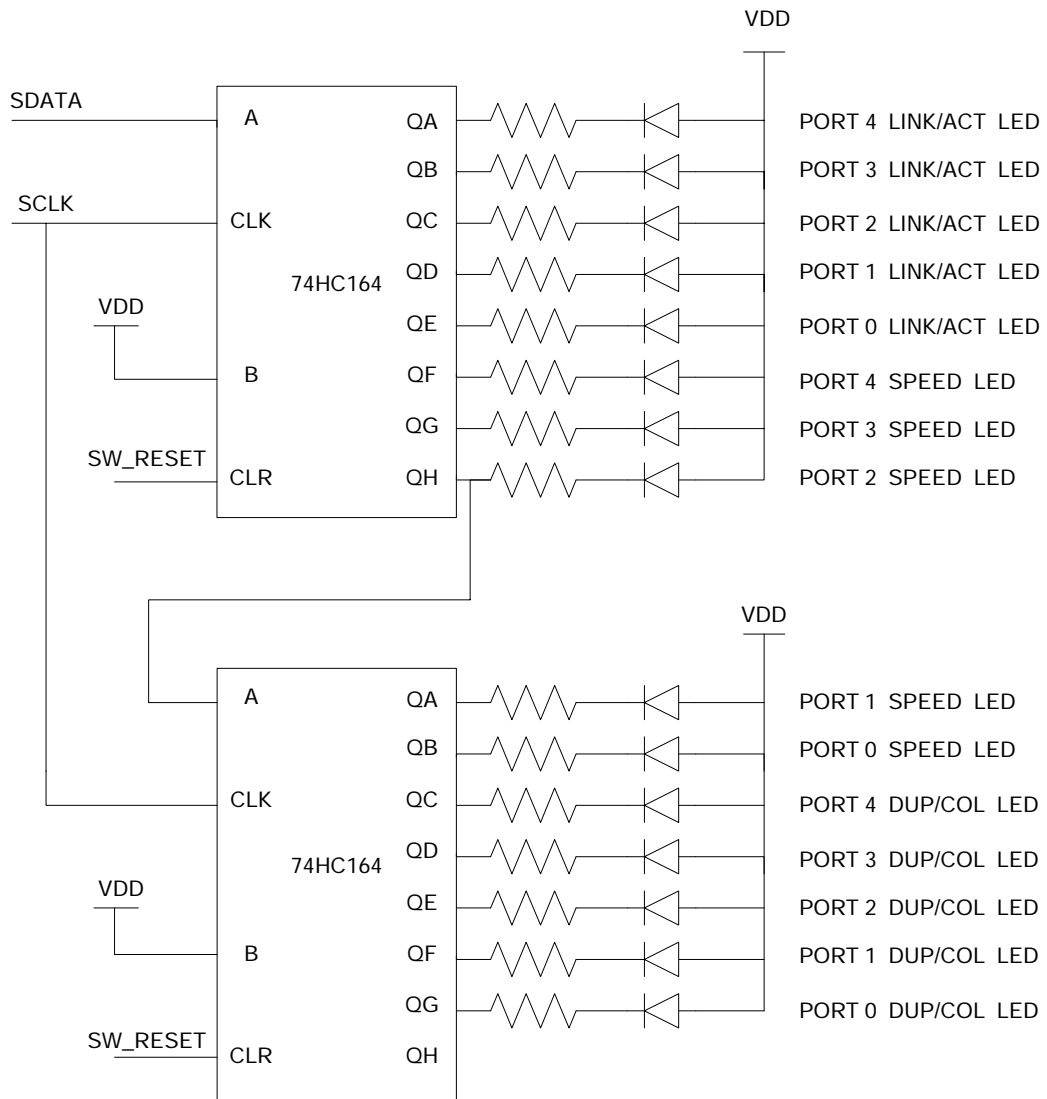 VDD
SDATA
A
QA
PORT 4 LINK/ACT LED
QB
PORT 3 LINK/ACT LED
SCLK
CLK
QC
PORT 2 LINK/ACT LED
74HC164
QD
PORT 1 LINK/ACT LED
VDD
QE
PORT 0 LINK/ACT LED
B
QF
PORT 4 SPEED LED
QG
PORT 3 SPEED LED
SW_RESET
CLR
QH
PORT 2 SPEED LED
VDD
A
QA
PORT 1 SPEED LED
QB
PORT 0 SPEED LED
CLK
QC
PORT 4 DUP/COL LED
74HC164
QD
PORT 3 DUP/COL LED
VDD
QE
PORT 2 DUP/COL LED
B
QF
PORT 1 DUP/COL LED
QG
PORT 0 DUP/COL LED
SW_RESET
CLR
QH